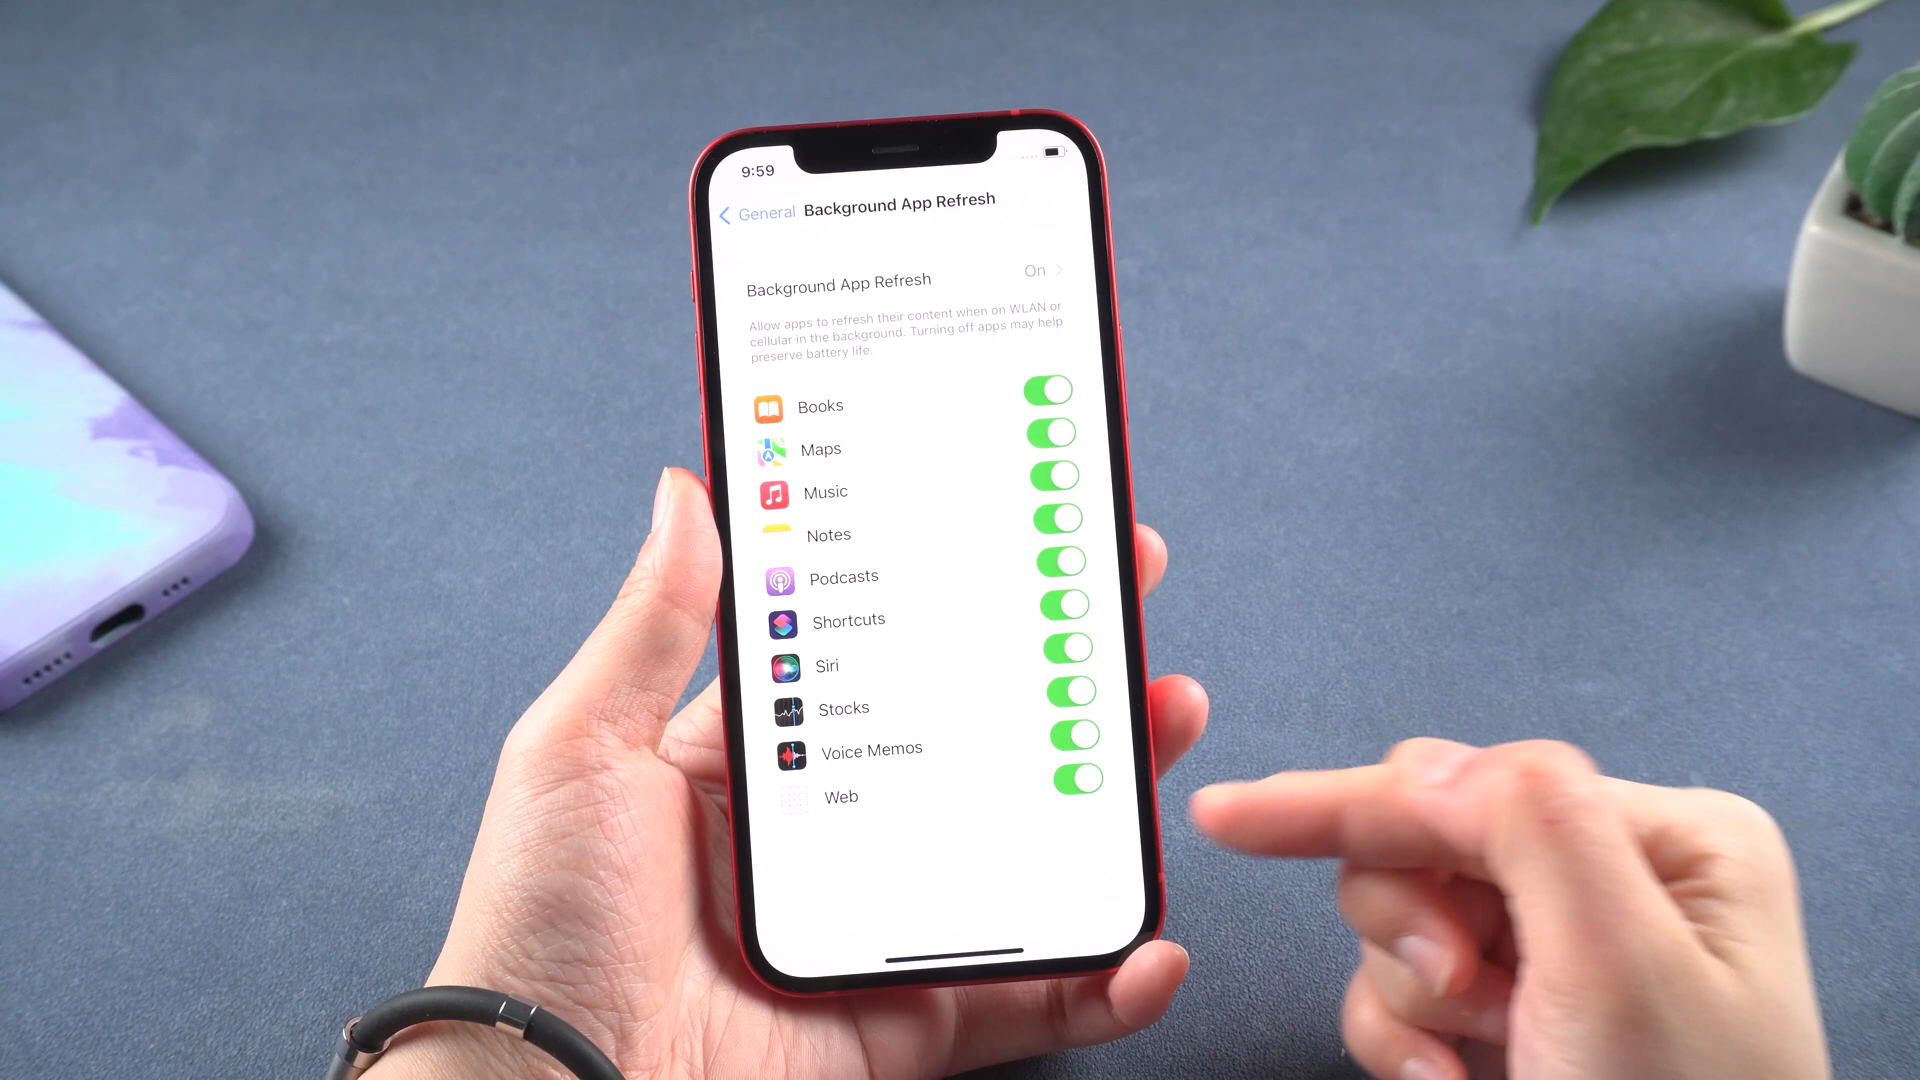 9:59
General Background App Refresh
Background App Refresh On
Allow apps to refresh their content when on WLAN or
cellular in the background. Turning off apps may help
preserve battery life.
Books
Maps
Music
Notes
Podcasts
Shortcuts
Siri
Stocks
Voice Memos
Web